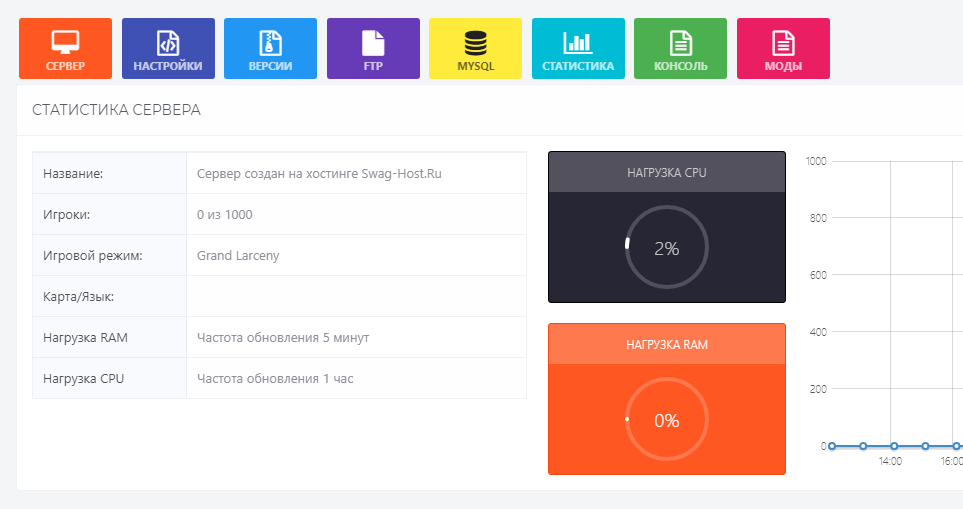 СЕРВЕР
НАСТРОЙКИ
ВЕРСИИ
FTP
MYSQL
СТАТИСТИКА
КОНСОЛЬ
МОДЫ
СТАТИСТИКА СЕРВЕРА
Название: Сервер создан на хостинге Swag-Host.Ru
Игроки: 0 из 1000
Игровой режим: Grand Larceny
Карта/Язык:
Нагрузка RAM Частота обновления 5 минут
Нагрузка CPU Частота обновления 1 час
НАГРУЗКА CPU
2%
НАГРУЗКА RAM
0%
1000
800
600
400
200
0
14:00
16:00